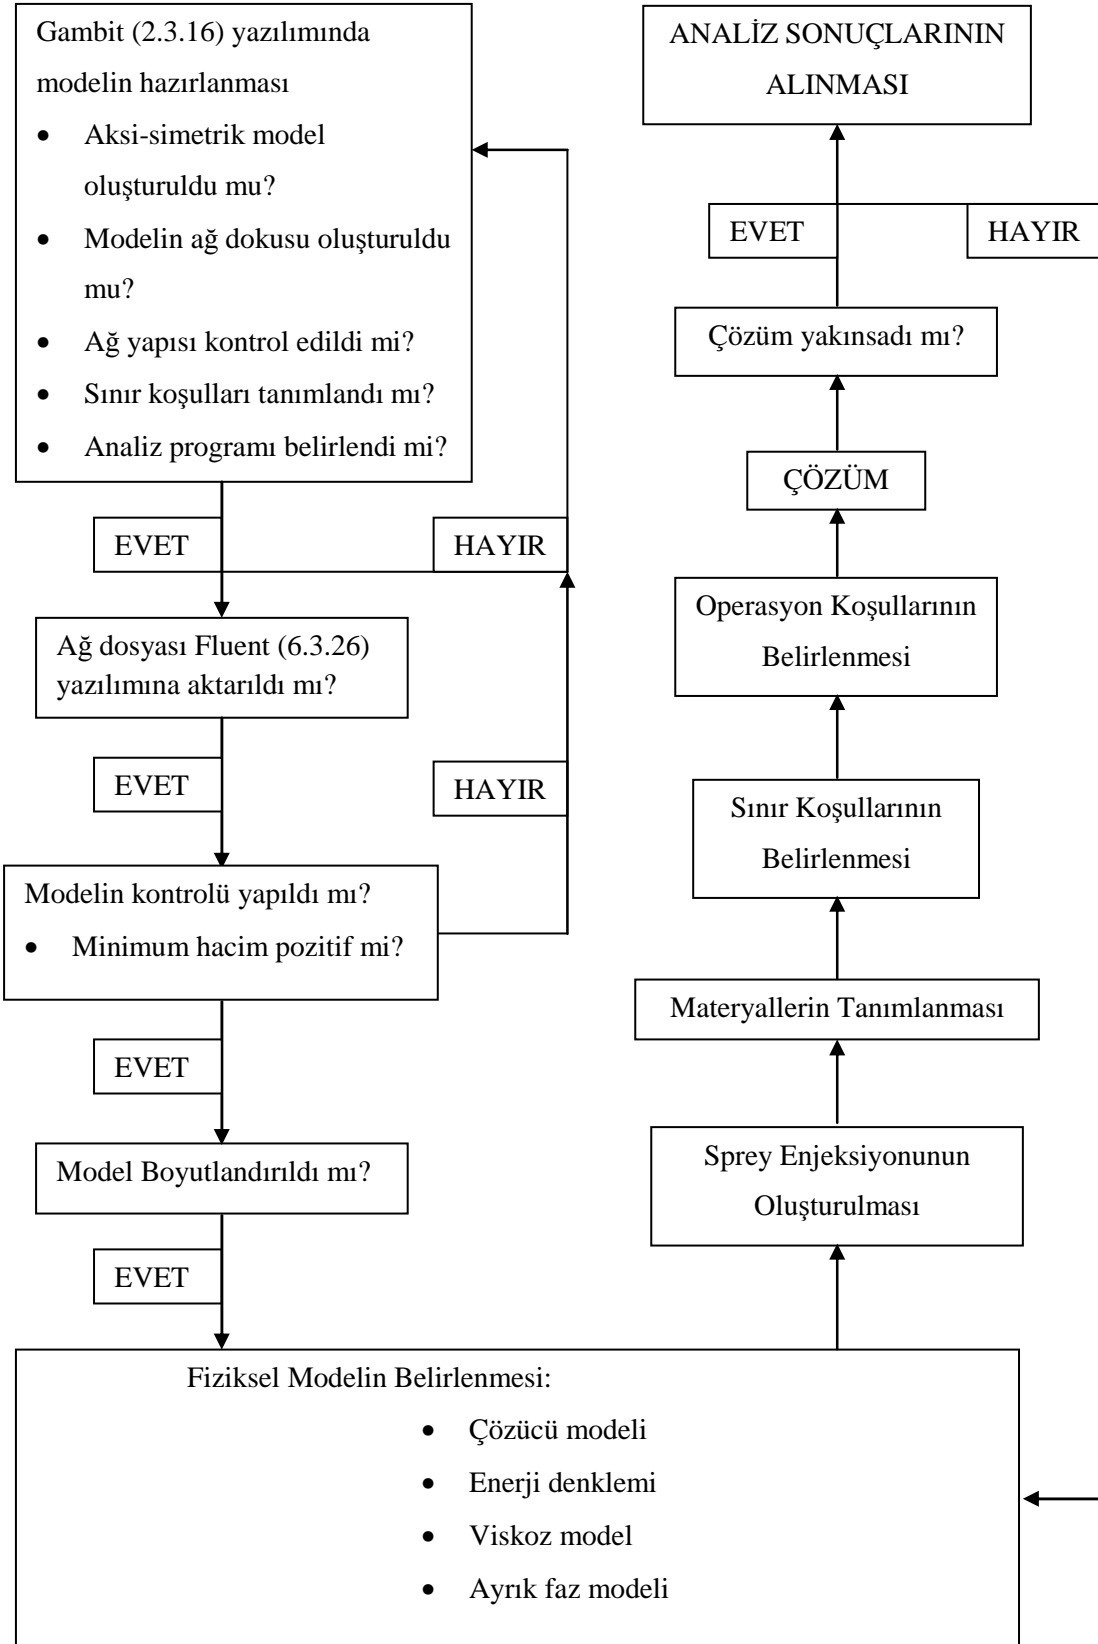 Gambit (2.3.16) yazılımında
modelin hazırlanması
• Aksi-simetrik model
oluşturuldu mu?
• Modelin ağ dokusu oluşturuldu
mu?
• Ağ yapısı kontrol edildi mi?
• Sınır koşulları tanımlandı mı?
• Analiz programı belirlendi mi?
EVET
HAYIR
Ağ dosyası Fluent (6.3.26)
yazılımına aktarıldı mı?
EVET
HAYIR
Modelin kontrolü yapıldı mı?
• Minimum hacim pozitif mi?
EVET
Model Boyutlandırıldı mı?
EVET
Fiziksel Modelin Belirlenmesi:
• Çözücü modeli
• Enerji denklemi
• Viskoz model
• Ayrık faz modeli
Sprey Enjeksiyonunun
Oluşturulması
Materyallerin Tanımlanması
Sınır Koşullarının
Belirlenmesi
Operasyon Koşullarının
Belirlenmesi
ÇÖZÜM
Çözüm yakınsadı mı?
EVET
HAYIR
ANALİZ SONUÇLARININ
ALINMASI